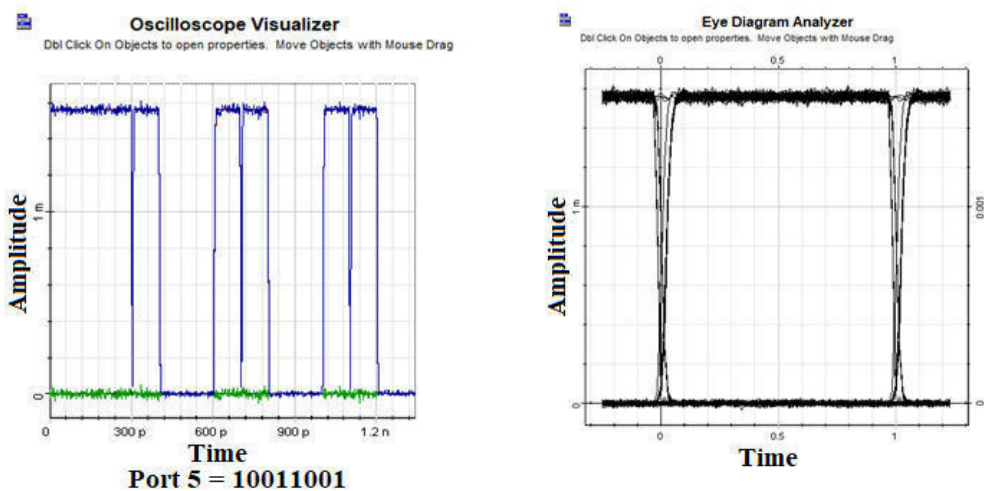 Oscilloscope Visualizer
Dbl Click On Objects to open properties. Move Objects with Mouse Drag
Amplitude
1 m
0
0 300 p 600 p 900 p 1.2 n
Time
Port 5 = 10011001
Eye Diagram Analyzer
Dbl Click On Objects to open properties. Move Objects with Mouse Drag
0 0.5 1
Amplitude
1 m
0
0.001
0
0 0.5 1
Time